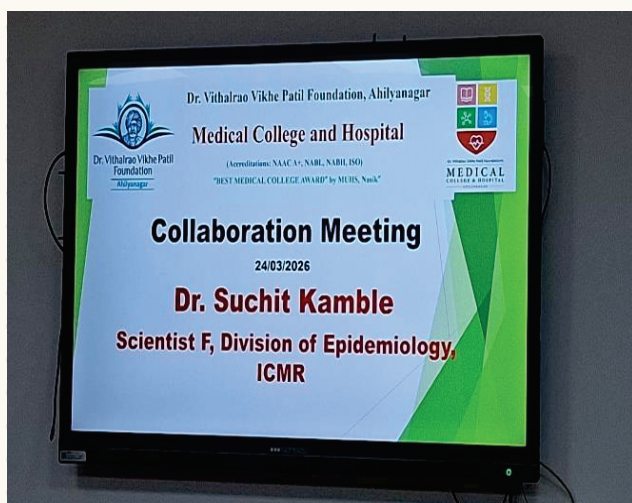 Dr. Vithalrao Vikhe Patil Foundation, Ahilyanagar
Medical College and Hospital
(Accreditations: NAAC A+, NABL, NABH, ISO)
"BEST MEDICAL COLLEGE AWARD" by MUHS, Nasik"
Dr. Vithalrao Vikhe Patil
Foundation
Ahilyanagar
MEDICAL
COLLEGE & HOSPITAL
Collaboration Meeting
24/03/2026
Dr. Suchit Kamble
Scientist F, Division of Epidemiology,
ICMR